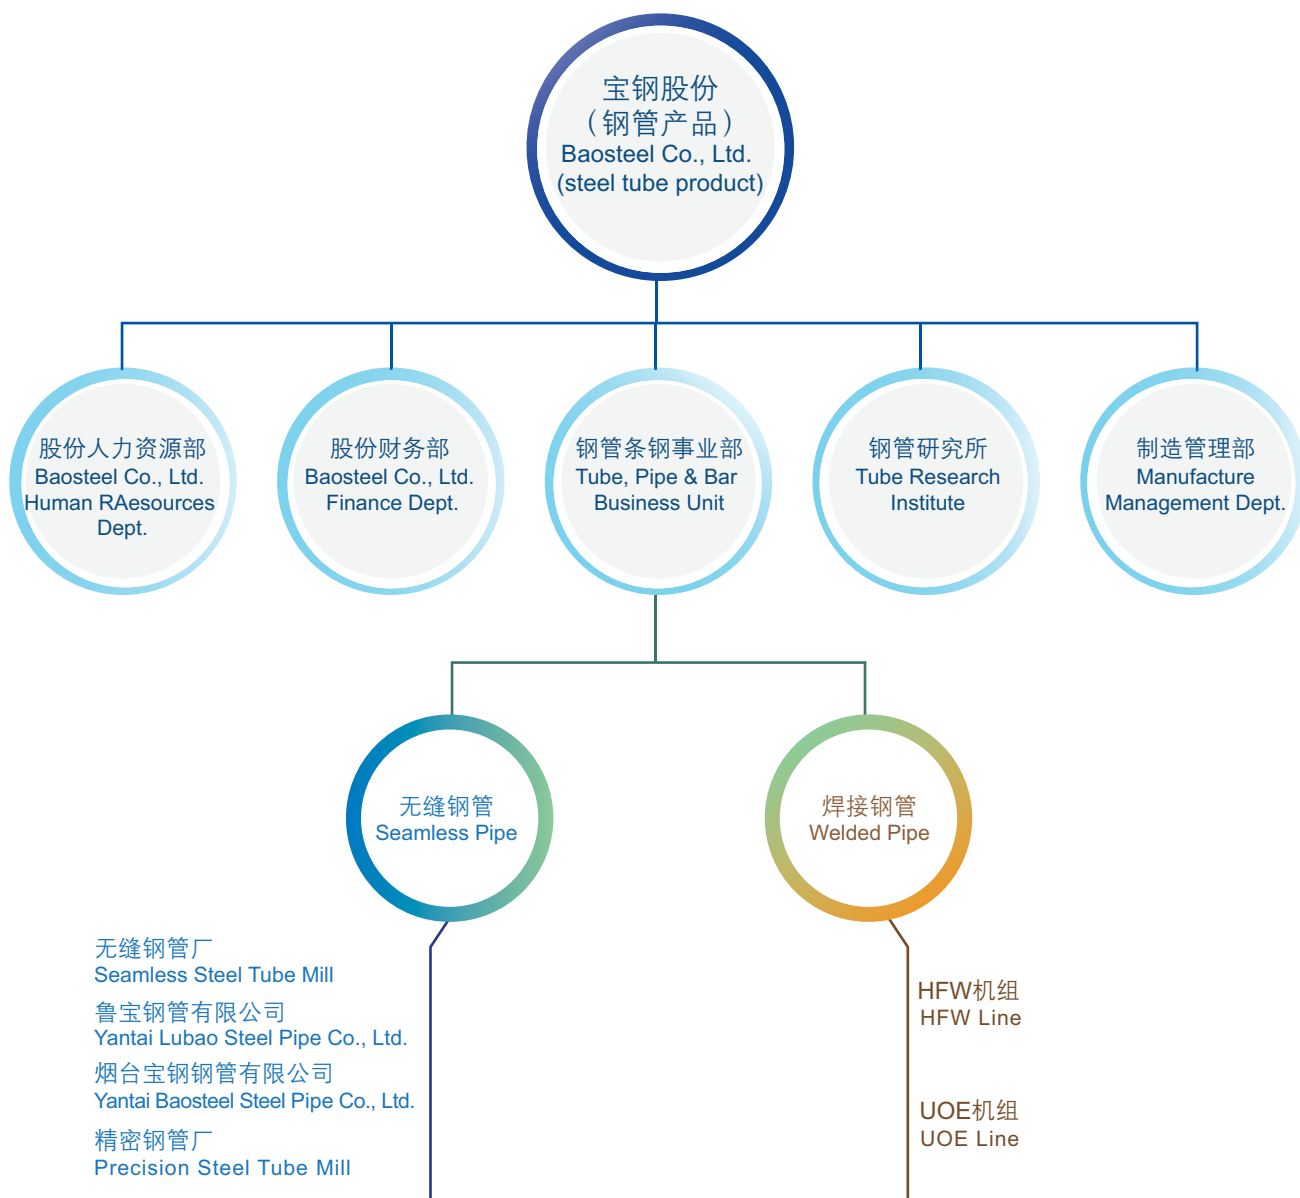 宝钢股份
（钢管产品）
Baosteel Co., Ltd.
(steel tube product)
股份人力资源部
Baosteel Co., Ltd.
Human RAesources
Dept.
股份财务部
Baosteel Co., Ltd.
Finance Dept.
钢管条钢事业部
Tube, Pipe & Bar
Business Unit
钢管研究所
Tube Research
Institute
制造管理部
Manufacture
Management Dept.
无缝钢管
Seamless Pipe
焊接钢管
Welded Pipe
无缝钢管厂
Seamless Steel Tube Mill
鲁宝钢管有限公司
Yantai Lubao Steel Pipe Co., Ltd.
烟台宝钢钢管有限公司
Yantai Baosteel Steel Pipe Co., Ltd.
精密钢管厂
Precision Steel Tube Mill
HFW机组
HFW Line
UOE机组
UOE Line